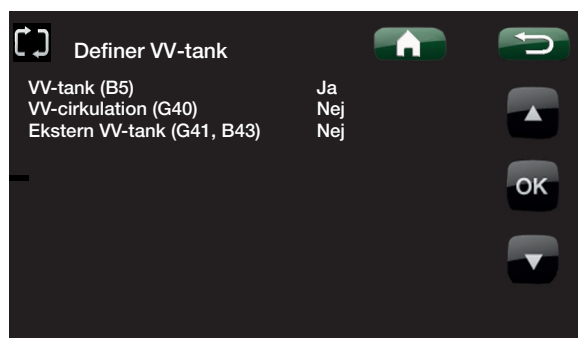 Definer VV-tank
VV-tank (B5) Ja
VV-cirkulation (G40) Nej
Ekstern VV-tank (G41, B43) Nej
OK